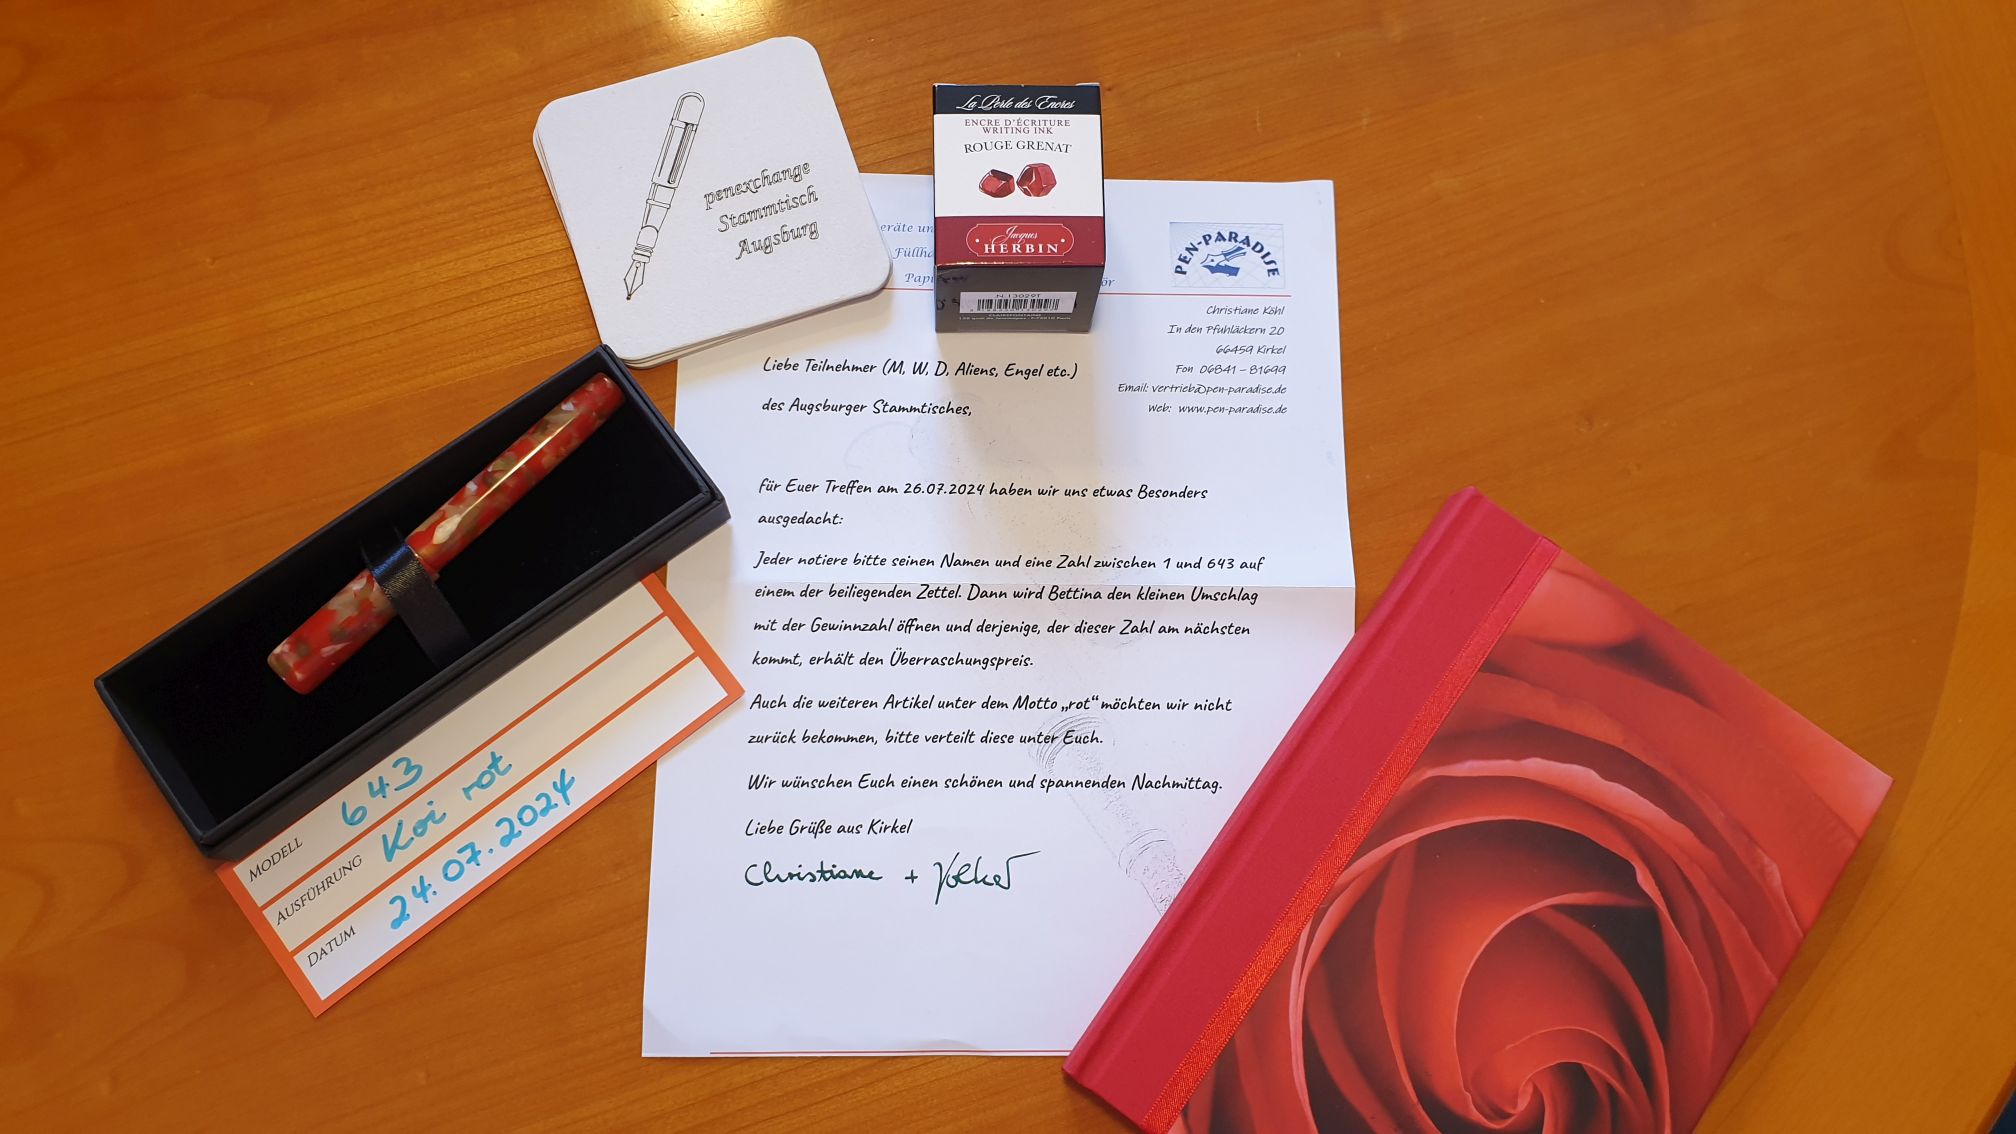 penexchange
Stammtisch
Augsburg
La Perle des Encres
ENCRE D'ÉCRITURE
WRITING INK
ROUGE GRENAT
Jacques
HERBIN
N 13029T
CLAIREFONTAINE
PEN-PARADISE
Christiane Köhl
In den Pfuhläckern 20
66459 Kirkel
Fon 06841 – 81699
Email: vertrieb@pen-paradise.de
Web: www.pen-paradise.de
Liebe Teilnehmer (M, W, D, Aliens, Engel etc.)
des Augsburger Stammtisches,
für Euer Treffen am 26.07.2024 haben wir uns etwas Besonders
ausgedacht:
Jeder notiere bitte seinen Namen und eine Zahl zwischen 1 und 643 auf
einem der beiliegenden Zettel. Dann wird Bettina den kleinen Umschlag
mit der Gewinnzahl öffnen und derjenige, der dieser Zahl am nächsten
kommt, erhält den Überraschungspreis.
Auch die weiteren Artikel unter dem Motto „rot“ möchten wir nicht
zurück bekommen, bitte verteilt diese unter Euch.
Wir wünschen Euch einen schönen und spannenden Nachmittag.
Liebe Grüße aus Kirkel
Christiane + Volker
MODELL 643
AUSFÜHRUNG Koi rot
DATUM 24.07.2024